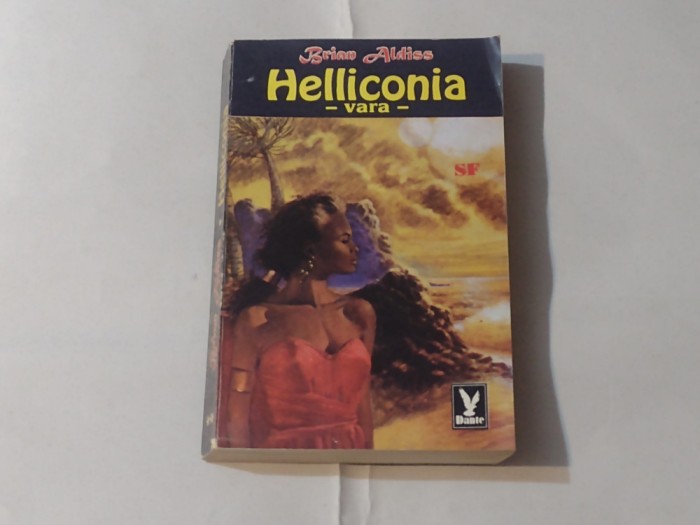 Brian Aldiss
Helliconia
- vara -
SF
Dante